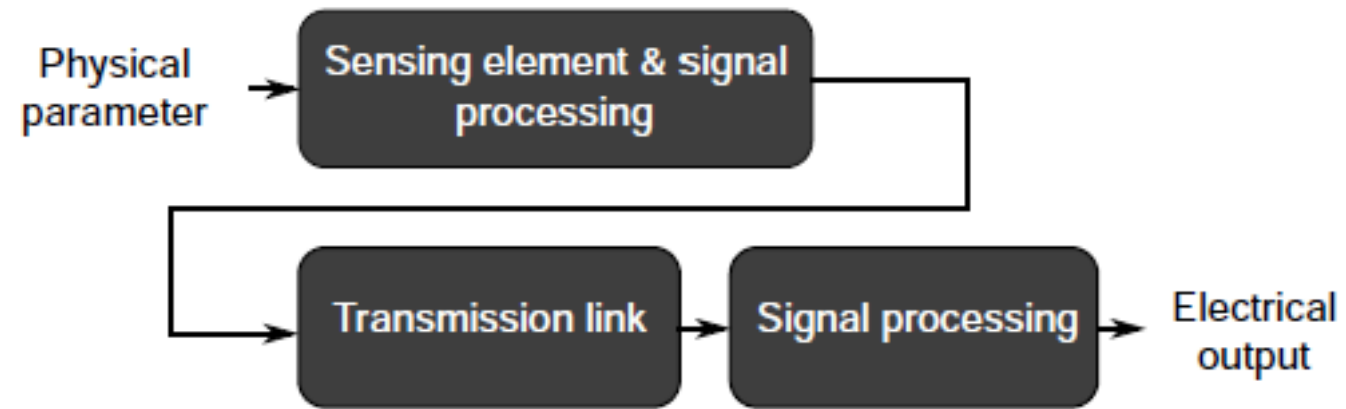 Physical
parameter
Sensing element & signal
processing
Transmission link
Signal processing
Electrical
output